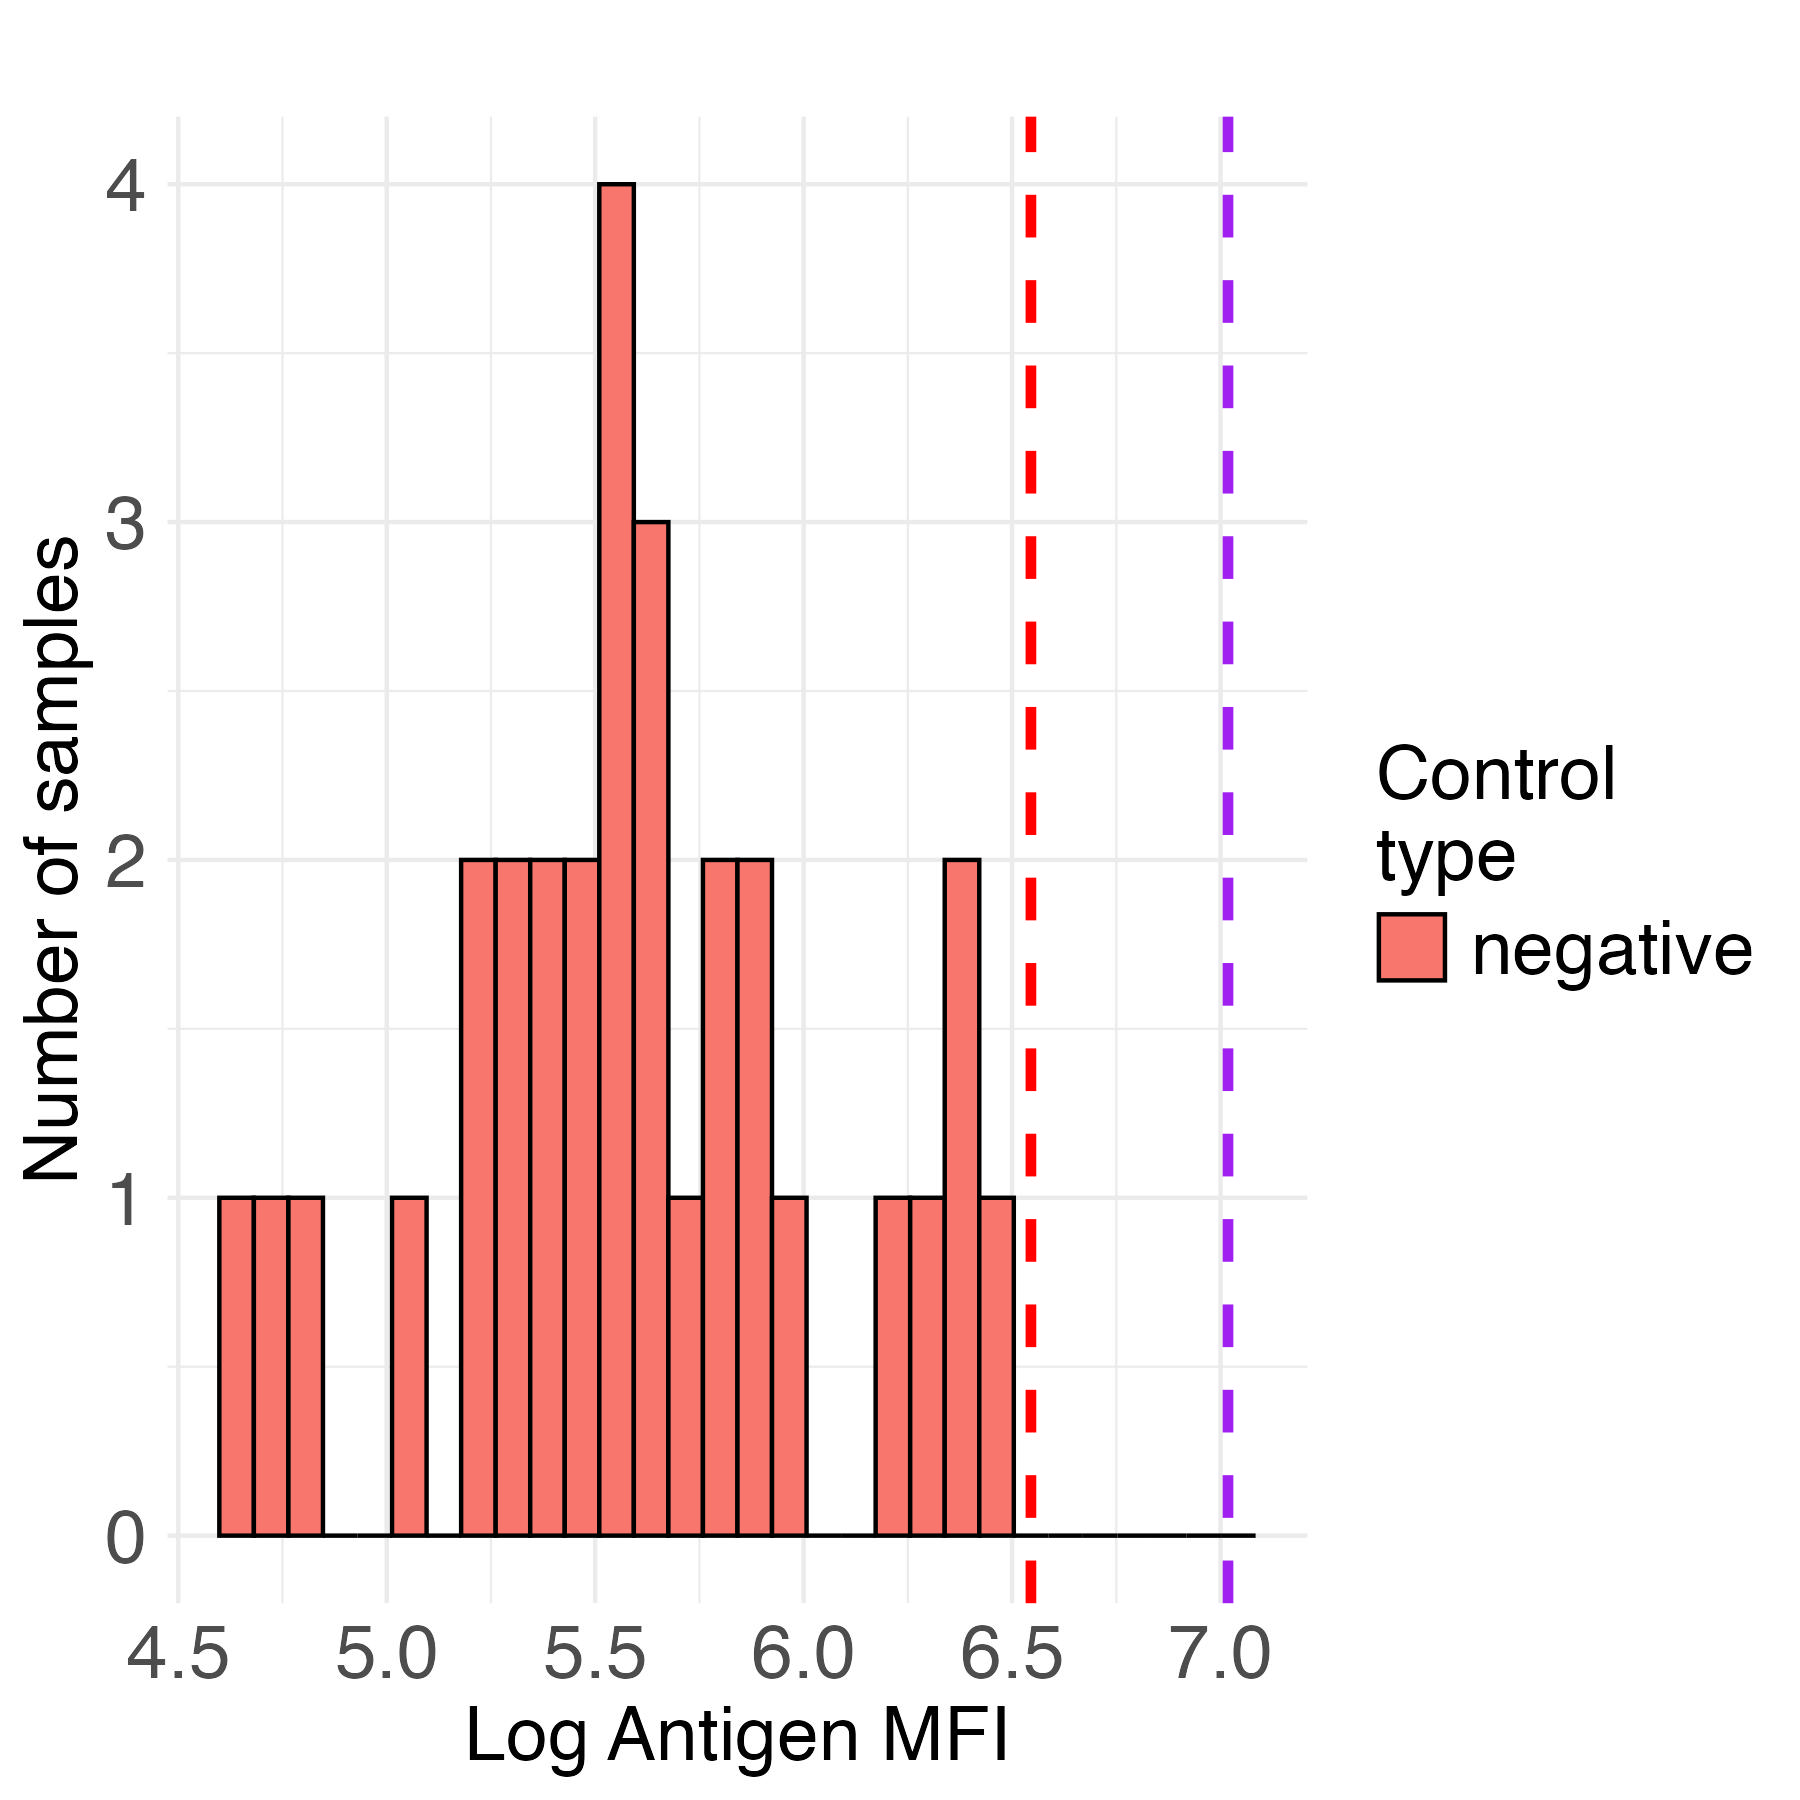 Number of samples
4
3
2
1
0
4.5 5.0 5.5 6.0 6.5 7.0
Log Antigen MFI
Control
type
negative